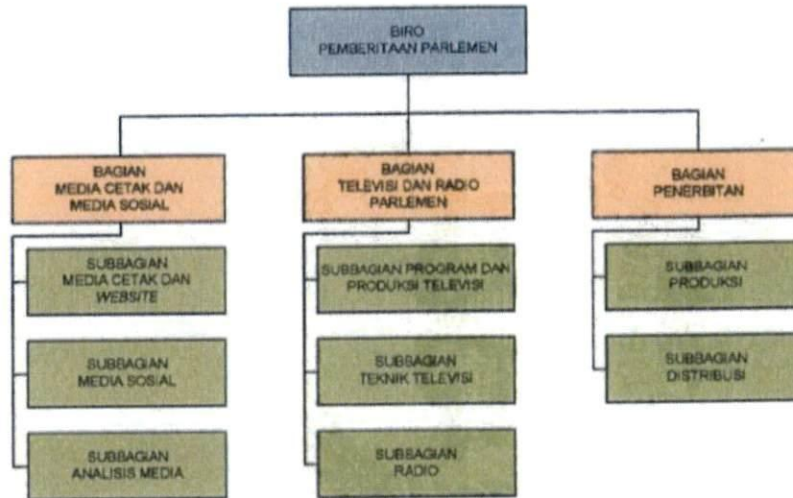 BIRO
PEMBERITAAN PARLEMEN
BAGIAN
MEDIA CETAK DAN
MEDIA SOSIAL
SUBBAGIAN
MEDIA CETAK DAN
WEBSITE
SUBBAGIAN
MEDIA SOSIAL
SUBBAGIAN
ANALISIS MEDIA
BAGIAN
TELEVISI DAN RADIO
PARLEMEN
SUBBAGIAN PROGRAM DAN
PRODUKSI TELEVISI
SUBBAGIAN
TEKNIK TELEVISI
SUBBAGIAN
RADIO
BAGIAN
PENERBITAN
SUBBAGIAN
PRODUKSI
SUBBAGIAN
DISTRIBUSI